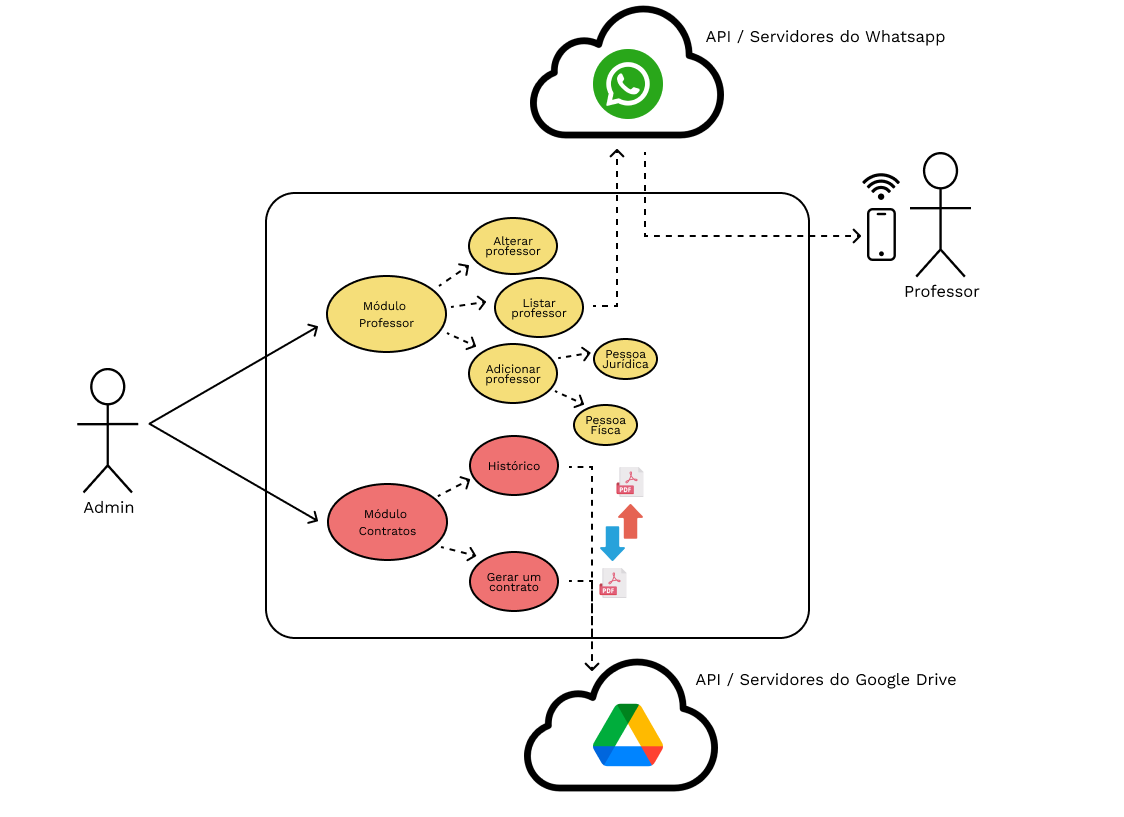 API / Servidores do Whatsapp
Alterar
professor
Módulo
Professor
Listar
professor
Professor
Adicionar
professor
Pessoa
Jurídica
Pessoa
Físca
Histórico
PDF
Admin
Módulo
Contratos
Gerar um
contrato
PDF
API / Servidores do Google Drive